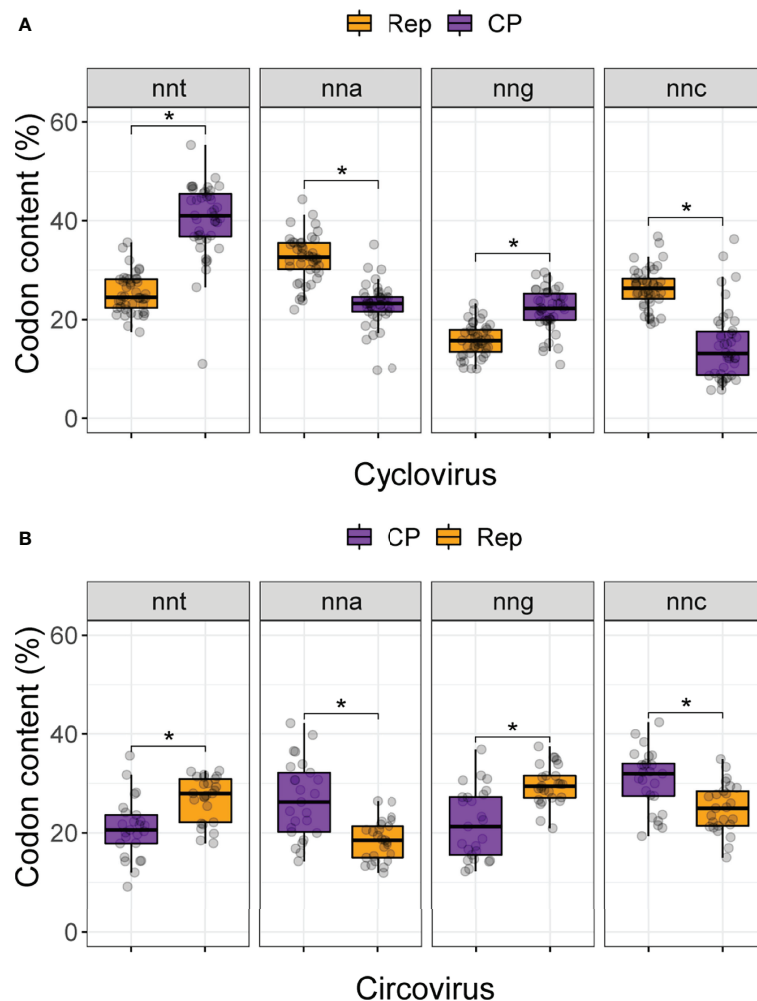 A
Rep CP
nnt nna nng nnc
Codon content (%)
60
40
20
0
* * * *
Cyclovirus
B
CP Rep
nnt nna nng nnc
Codon content (%)
60
40
20
0
* * * *
Circovirus